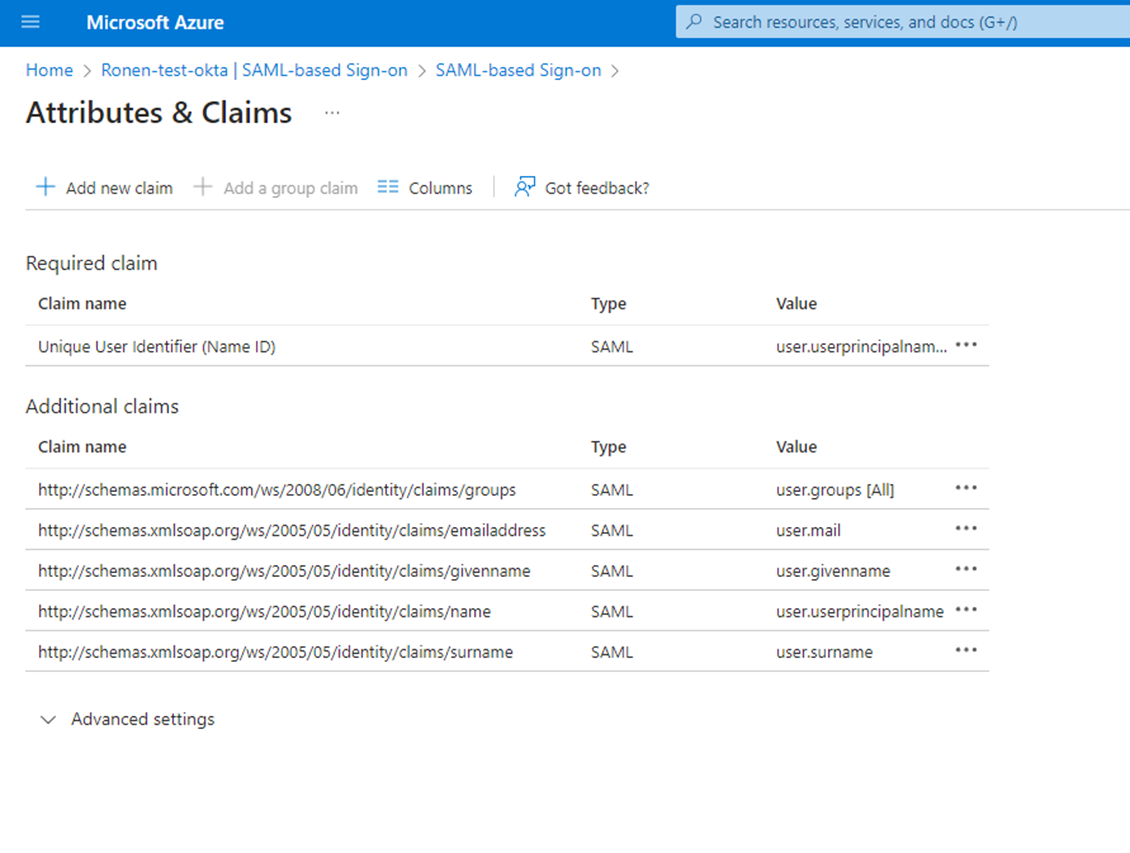 Microsoft Azure
Search resources, services, and docs (G+/)
Home > Ronen-test-okta | SAML-based Sign-on > SAML-based Sign-on >
Attributes & Claims ...
Add new claim Add a group claim Columns Got feedback?
Required claim
Claim name Type Value
Unique User Identifier (Name ID) SAML user.userprincipalnam...
Additional claims
Claim name Type Value
http://schemas.microsoft.com/ws/2008/06/identity/claims/groups SAML user.groups [All]
http://schemas.xmlsoap.org/ws/2005/05/identity/claims/emailaddress SAML user.mail
http://schemas.xmlsoap.org/ws/2005/05/identity/claims/givenname SAML user.givenname
http://schemas.xmlsoap.org/ws/2005/05/identity/claims/name SAML user.userprincipalname
http://schemas.xmlsoap.org/ws/2005/05/identity/claims/surname SAML user.surname
Advanced settings